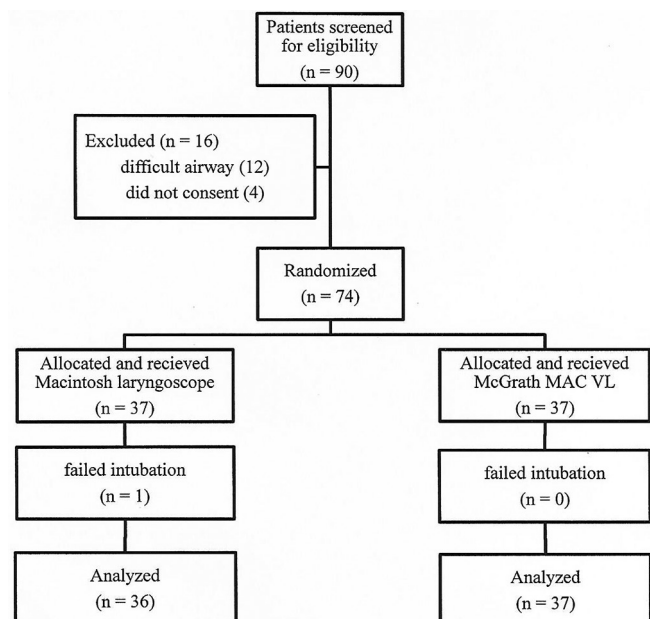 Patients screened
for eligibility
(n = 90)
Excluded (n = 16)
difficult airway (12)
did not consent (4)
Randomized
(n = 74)
Allocated and recieved
Macintosh laryngoscope
(n = 37)
failed intubation
(n = 1)
Analyzed
(n = 36)
Allocated and recieved
McGrath MAC VL
(n = 37)
failed intubation
(n = 0)
Analyzed
(n = 37)